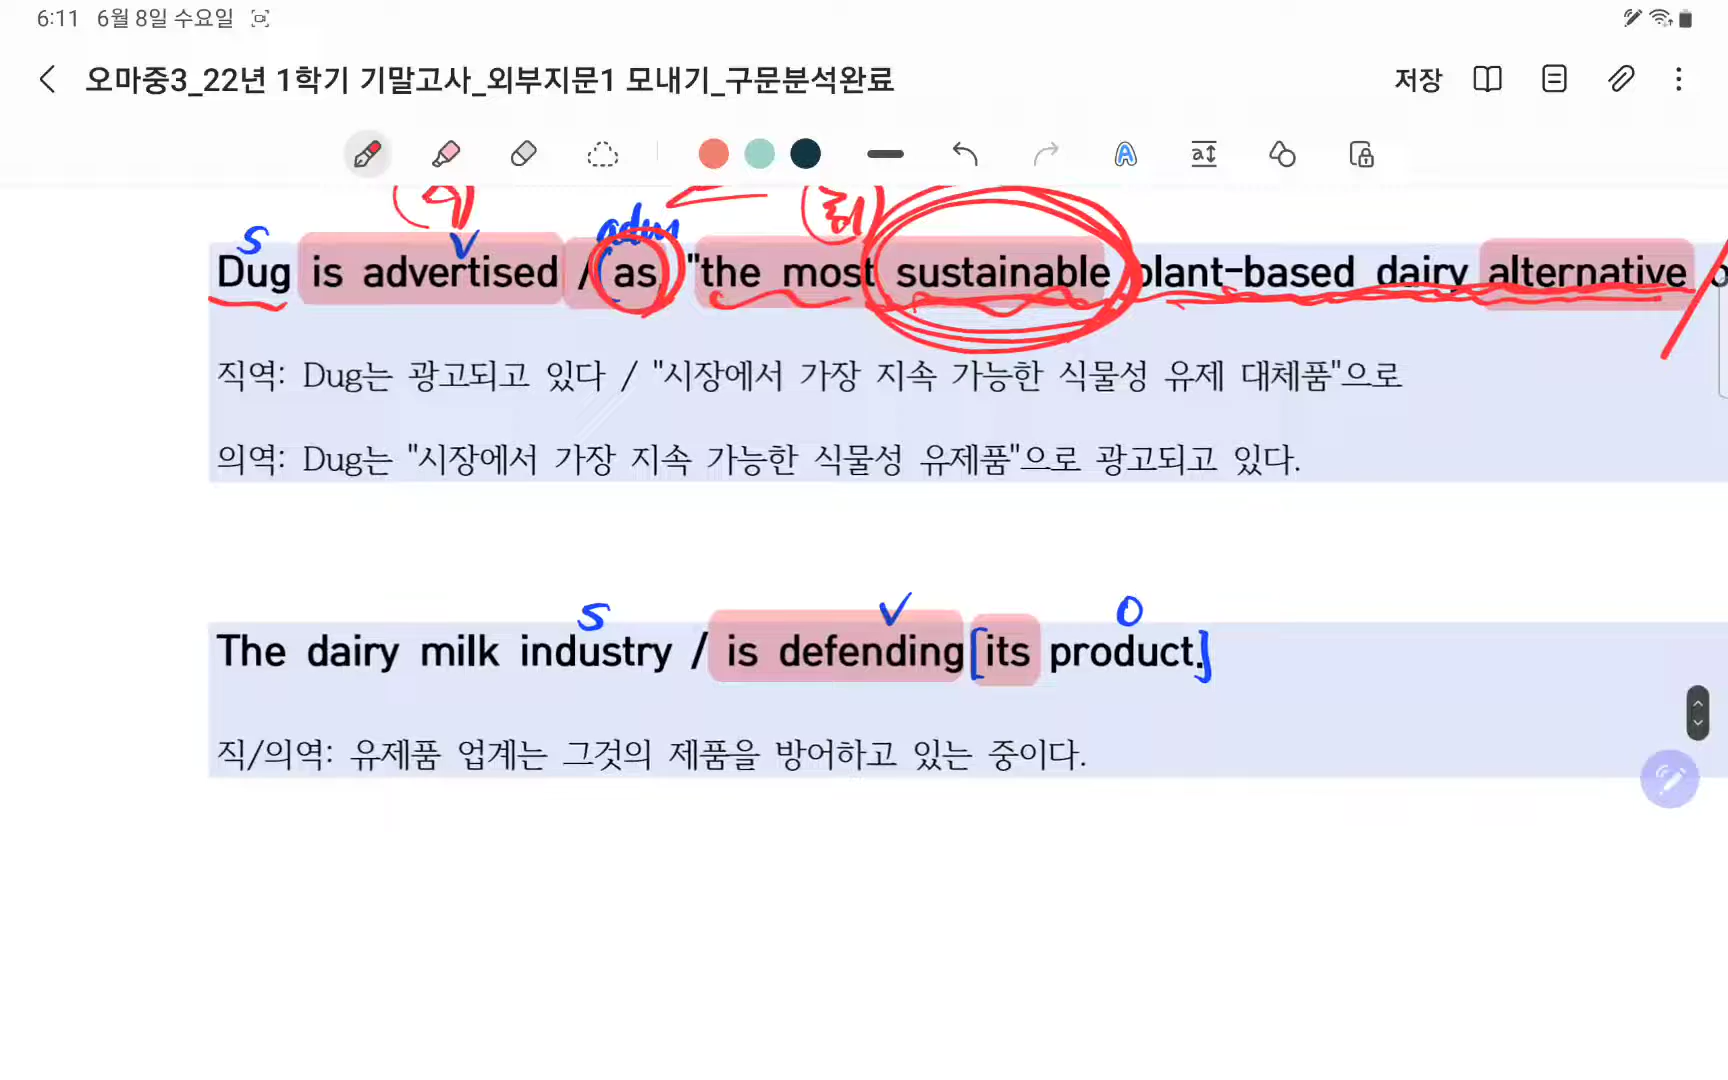 6:11 6월 8일 수요일
오마중3_22년 1학기 기말고사_외부지문1 모내기_구문분석완료
저장
S V
Dug is advertised / (as "the most sustainable plant-based dairy alternative /
직역: Dug는 광고되고 있다 / "시장에서 가장 지속 가능한 식물성 유제 대체품"으로
의역: Dug는 "시장에서 가장 지속 가능한 식물성 유제품"으로 광고되고 있다.
S V O
The dairy milk industry / is defending [its product.]
직/의역: 유제품 업계는 그것의 제품을 방어하고 있는 중이다.